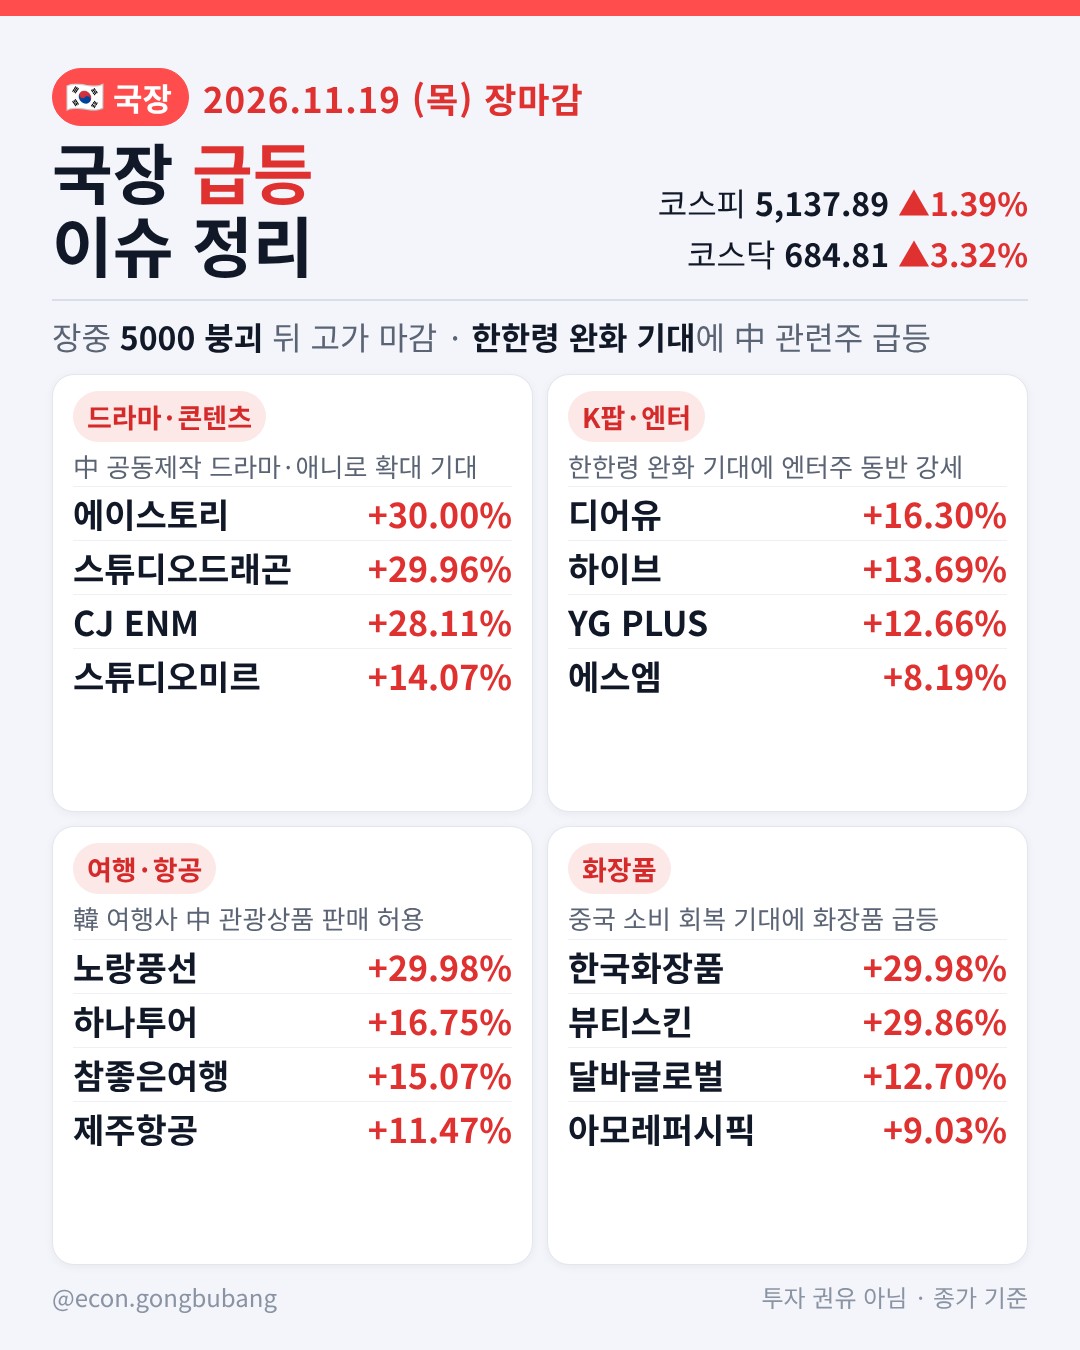 국장 2026.11.19 (목) 장마감
국장 급등
이슈 정리
코스피 5,137.89 ▲1.39%
코스닥 684.81 ▲3.32%
장중 5000 붕괴 뒤 고가 마감 · 한한령 완화 기대에 中 관련주 급등
드라마·콘텐츠
中 공동제작 드라마·애니로 확대 기대
에이스토리 +30.00%
스튜디오드래곤 +29.96%
CJ ENM +28.11%
스튜디오미르 +14.07%
K팝·엔터
한한령 완화 기대에 엔터주 동반 강세
디어유 +16.30%
하이브 +13.69%
YG PLUS +12.66%
에스엠 +8.19%
여행·항공
韓 여행사 中 관광상품 판매 허용
노랑풍선 +29.98%
하나투어 +16.75%
참좋은여행 +15.07%
제주항공 +11.47%
화장품
중국 소비 회복 기대에 화장품 급등
한국화장품 +29.98%
뷰티스킨 +29.86%
달바글로벌 +12.70%
아모레퍼시픽 +9.03%
@econ.gongbubang
투자 권유 아님 · 종가 기준